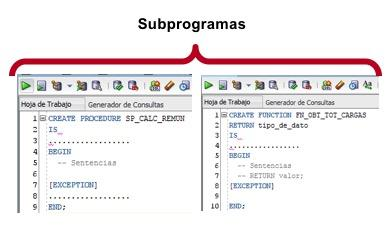 Subprogramas
Hoja de Trabajo Generador de Consultas
1 CREATE PROCEDURE SP_CALC_REMUN
2 IS
3 .................
4 BEGIN
5 -- Sentencias
6
7 [EXCEPTION]
8 .................
9 END;
Hoja de Trabajo Generador de Consultas
1 CREATE FUNCTION FN_OBT_TOT_CARGAS
2 RETURN tipo_de_dato
3 IS
4 .................
5 BEGIN
6 -- Sentencias
7 -- RETURN valor;
8 [EXCEPTION]
9
10 END;